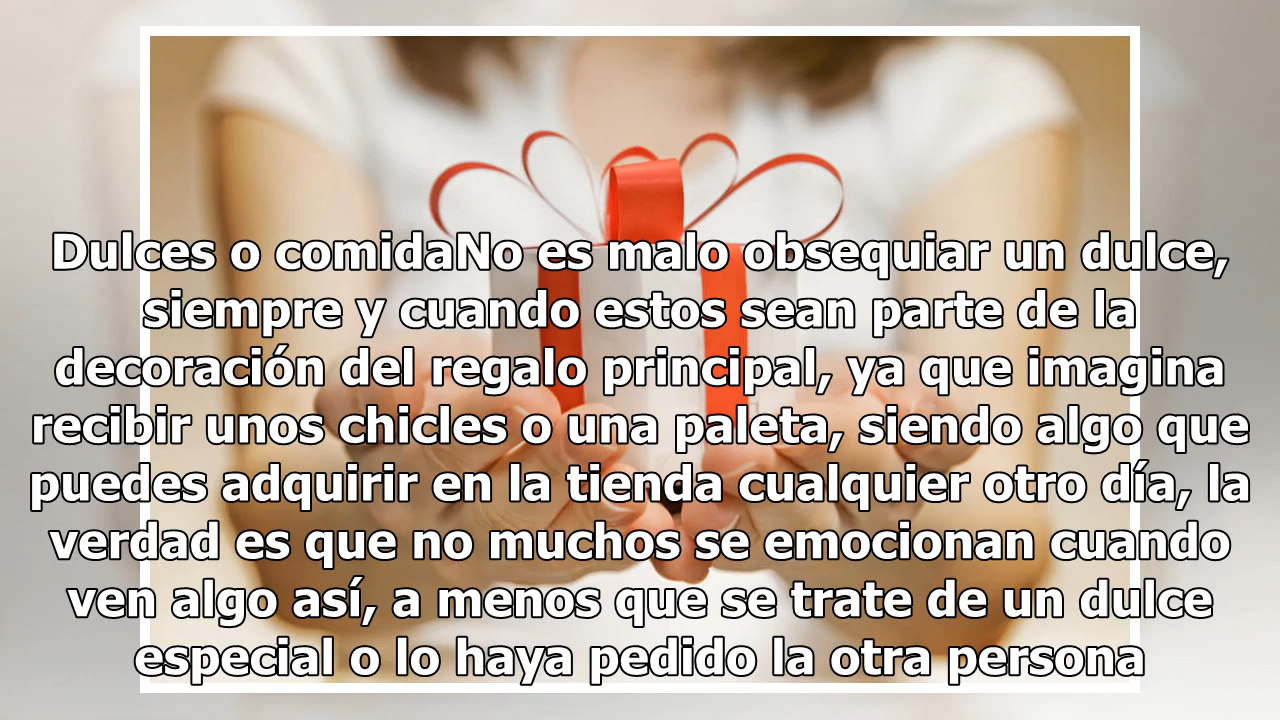 Dulces o comidaNo es malo obsequiar un dulce,
siempre y cuando estos sean parte de la
decoración del regalo principal, ya que imagina
recibir unos chicles o una paleta, siendo algo que
puedes adquirir en la tienda cualquier otro día, la
verdad es que no muchos se emocionan cuando
ven algo así, a menos que se trate de un dulce
especial o lo haya pedido la otra persona